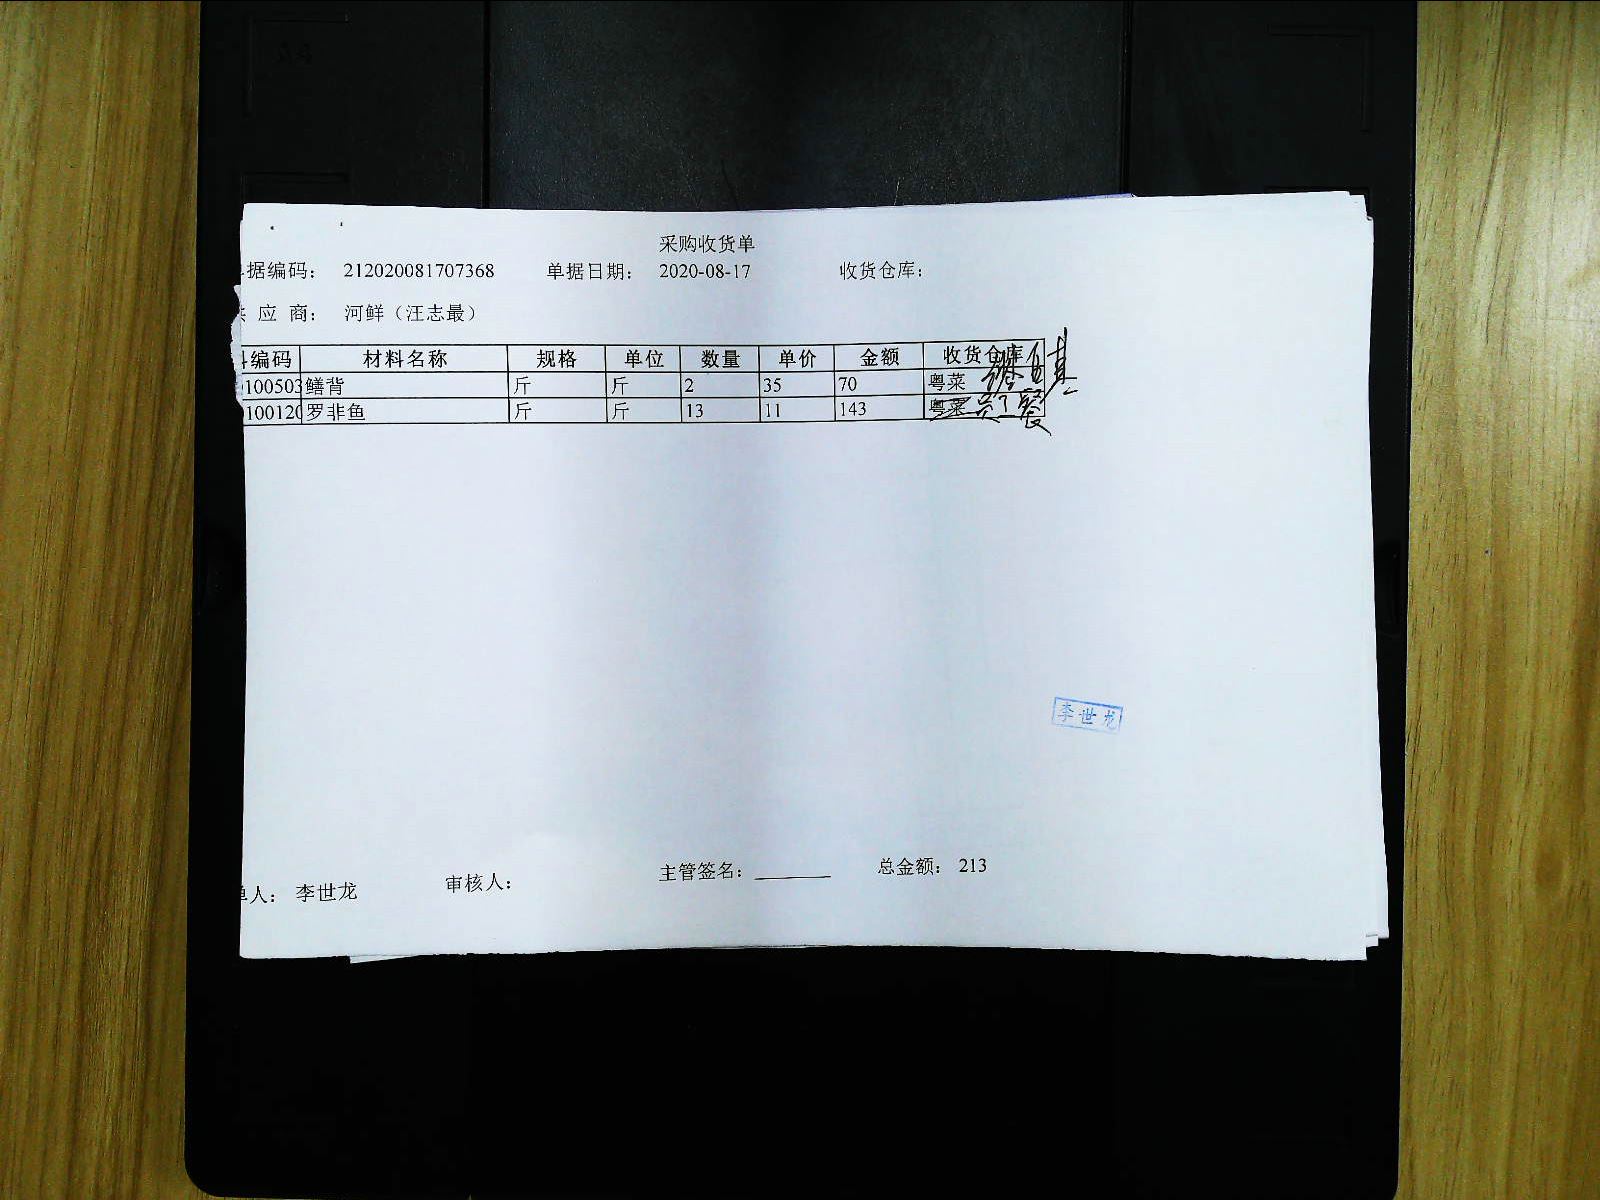 采购收货单
据编码： 212020081707368 单据日期： 2020-08-17 收货仓库：
应 商： 河鲜（汪志最）
编码 材料名称 规格 单位 数量 单价 金额 收货仓库
100503 鳝背 斤 斤 2 35 70 粤菜
100120 罗非鱼 斤 斤 13 11 143 粤菜 员工餐
李世龙
单人： 李世龙 审核人： 主管签名： 总金额： 213